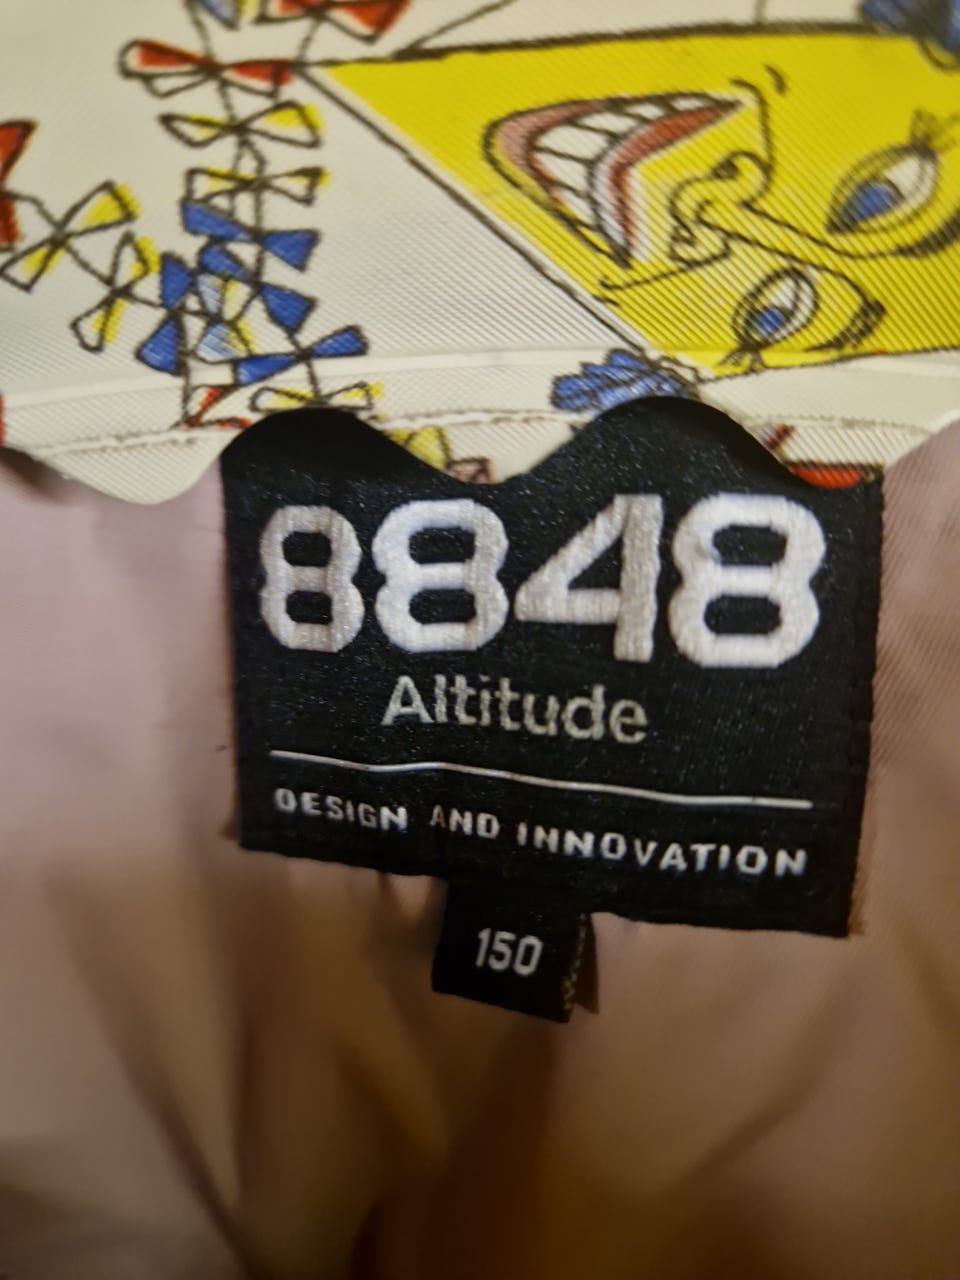 8848
Altitude
DESIGN AND INNOVATION
150